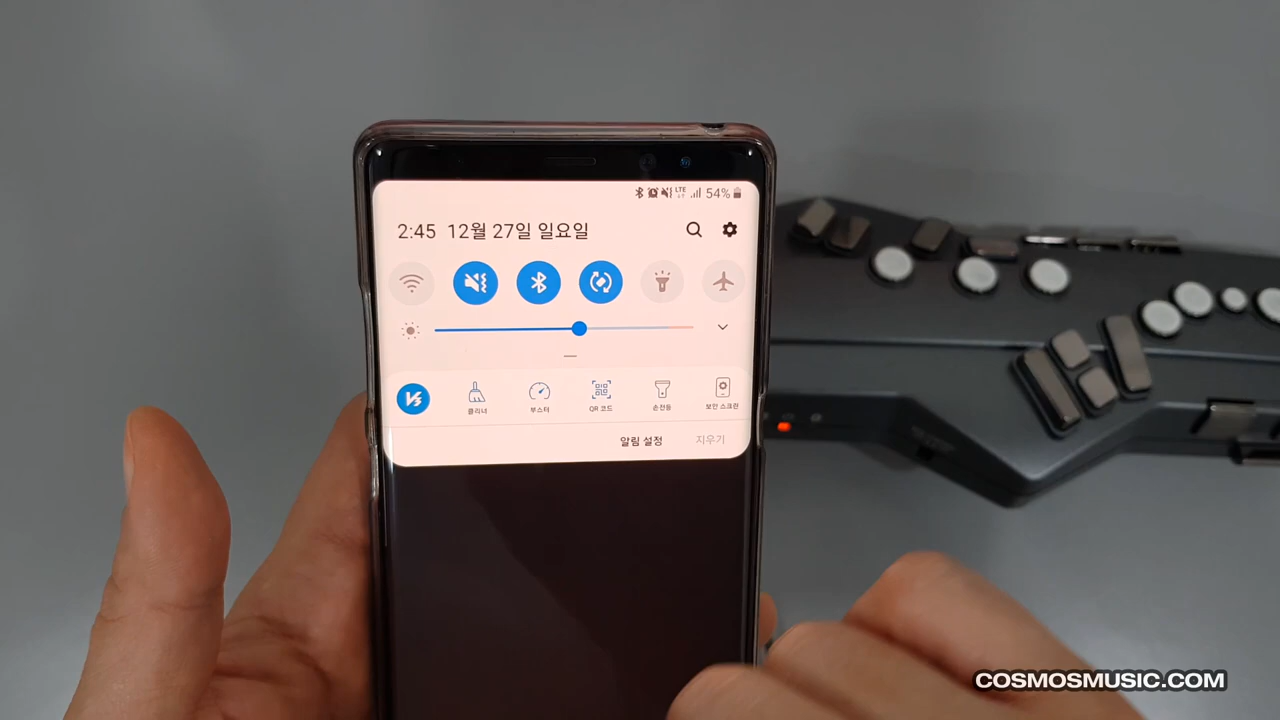 LTE 54%
2:45 12월 27일 일요일
V3
클리너 부스터 QR 코드 손전등 보안 스크린
알림 설정 지우기
COSMOSMUSIC.COM